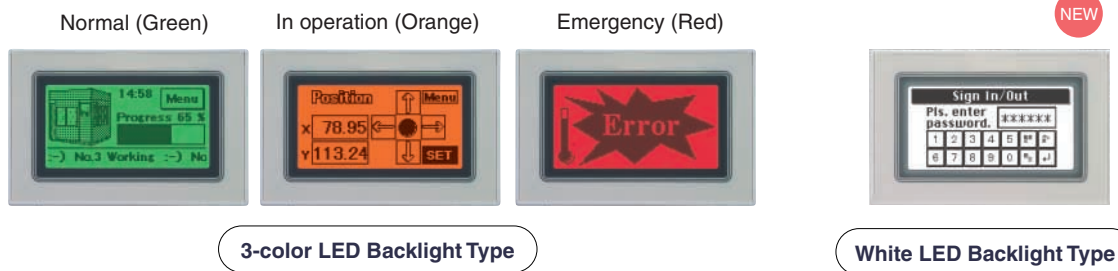 Normal (Green)
In operation (Orange)
Emergency (Red)
NEW
14:58 Menu
Progress 65 %
:-) No.3 Working :-) No
Position Menu
X 78.95
Y 113.24 SET
Error
Sign In/Out
Pls. enter
password. ******
1 2 3 4 5
6 7 8 9 0
3-color LED Backlight Type
White LED Backlight Type